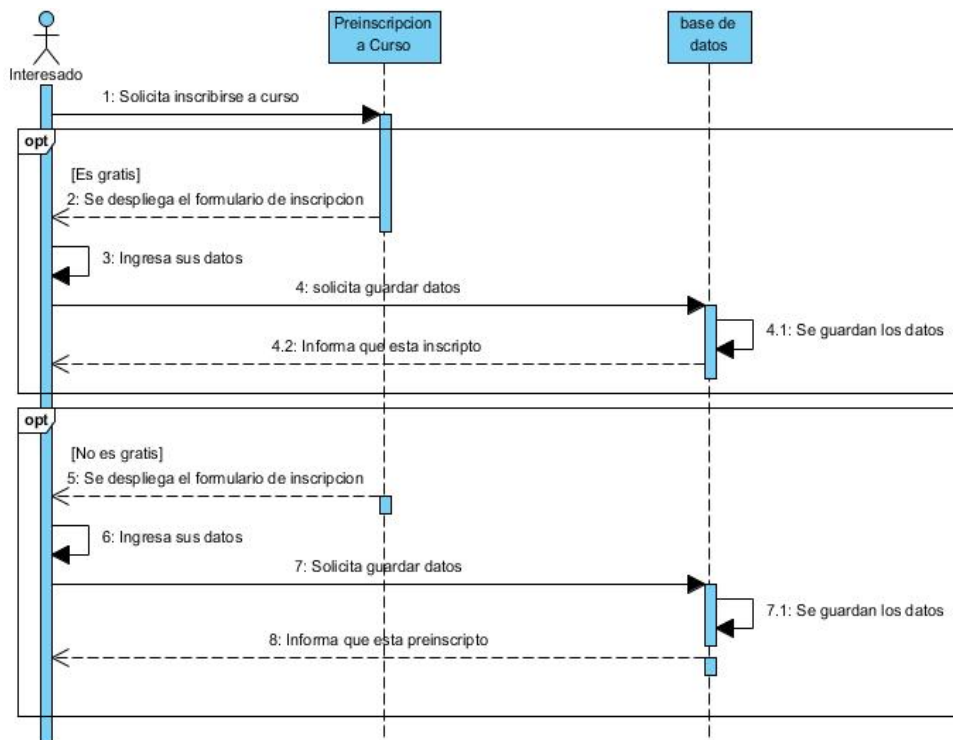 Interesado
Preinscripcion
a Curso
base de
datos
1: Solicita inscribirse a curso
opt
[Es gratis]
2: Se despliega el formulario de inscripcion
3: Ingresa sus datos
4: solicita guardar datos
4.1: Se guardan los datos
4.2: Informa que esta inscripto
opt
[No es gratis]
5: Se despliega el formulario de inscripcion
6: Ingresa sus datos
7: Solicita guardar datos
7.1: Se guardan los datos
8: Informa que esta preinscripto